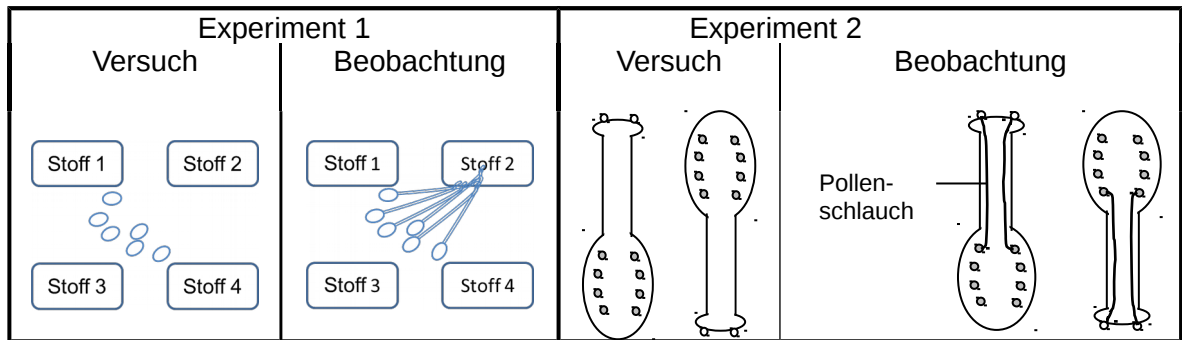 Experiment 1
Experiment 2
Versuch
Beobachtung
Versuch
Beobachtung
Stoff 1
Stoff 2
Stoff 3
Stoff 4
Stoff 1
Stoff 2
Stoff 3
Stoff 4
Pollen-
schlauch